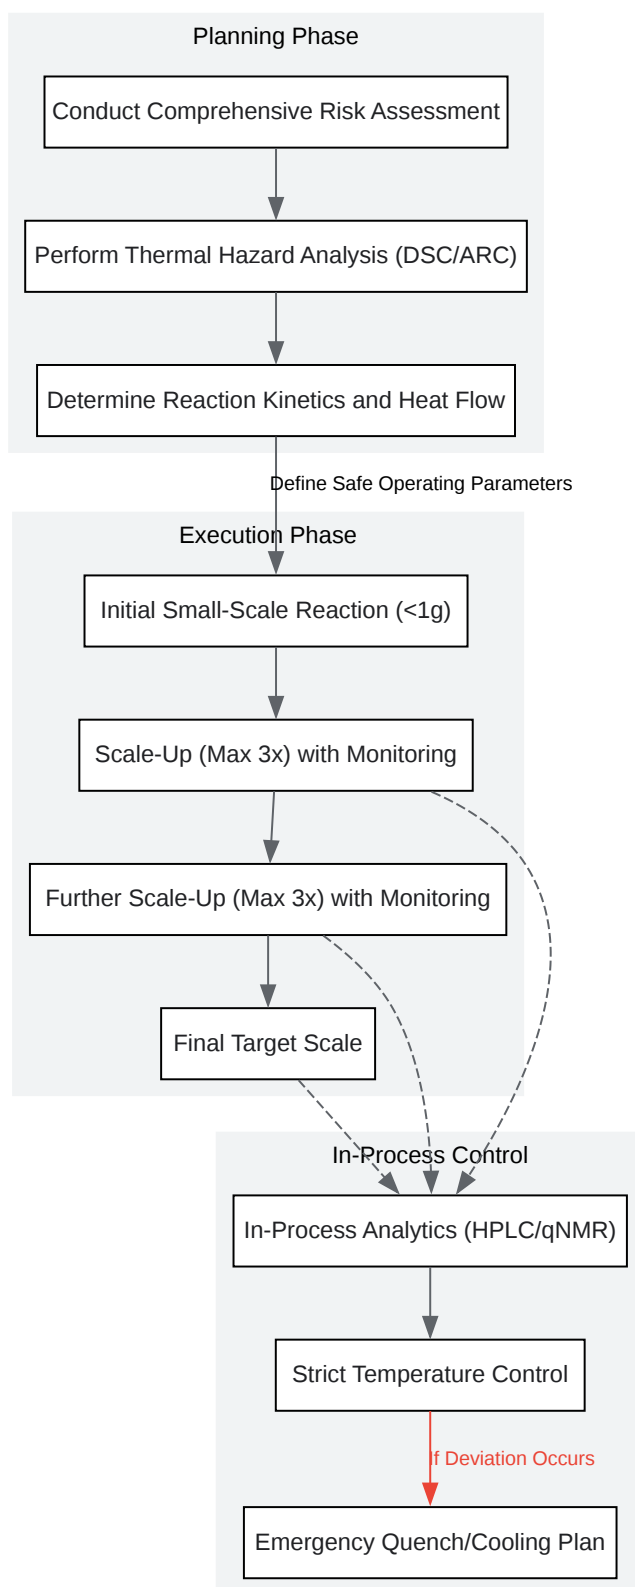 Planning Phase
Conduct Comprehensive Risk Assessment
Perform Thermal Hazard Analysis (DSC/ARC)
Determine Reaction Kinetics and Heat Flow
Define Safe Operating Parameters
Execution Phase
Initial Small-Scale Reaction (<1g)
Scale-Up (Max 3x) with Monitoring
Further Scale-Up (Max 3x) with Monitoring
Final Target Scale
In-Process Control
In-Process Analytics (HPLC/qNMR)
Strict Temperature Control
If Deviation Occurs
Emergency Quench/Cooling Plan